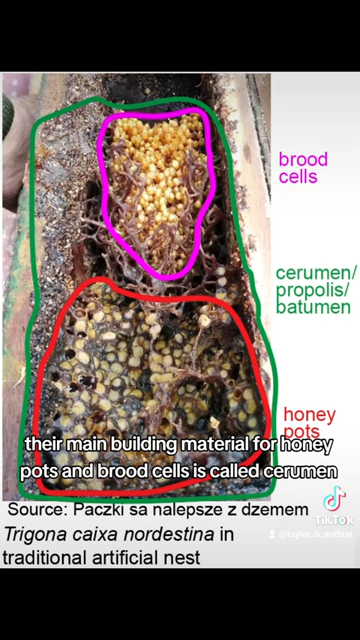 brood
cells
cerumen/
propolis/
batumen
honey
pots
their main building material for honey
pots and brood cells is called cerumen
Source: Paczki sa nalepsze z dzemem
TikTok
@taylor.dr.anthrni
Trigona caixa nordestina in
traditional artificial nest